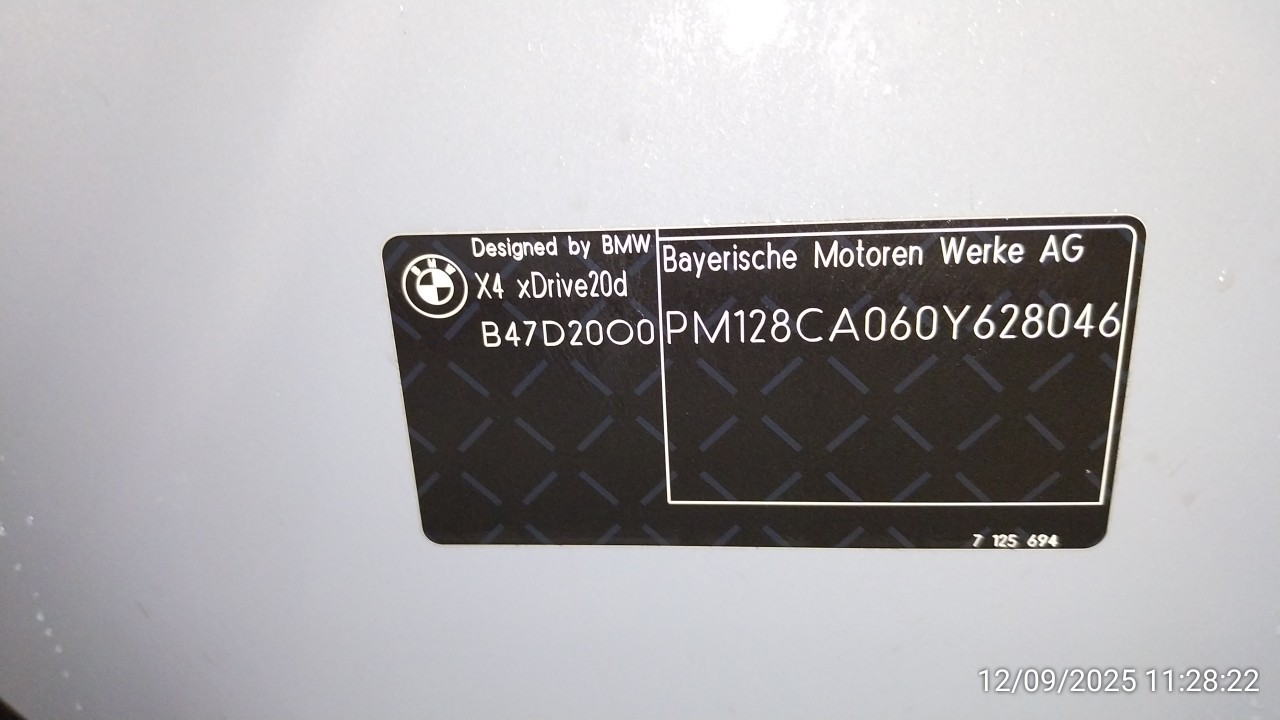 Designed by BMW
BMW
X4 xDrive20d
B47D20O0
Bayerische Motoren Werke AG
PM128CA060Y628046
7 125 694
12/09/2025 11:28:22